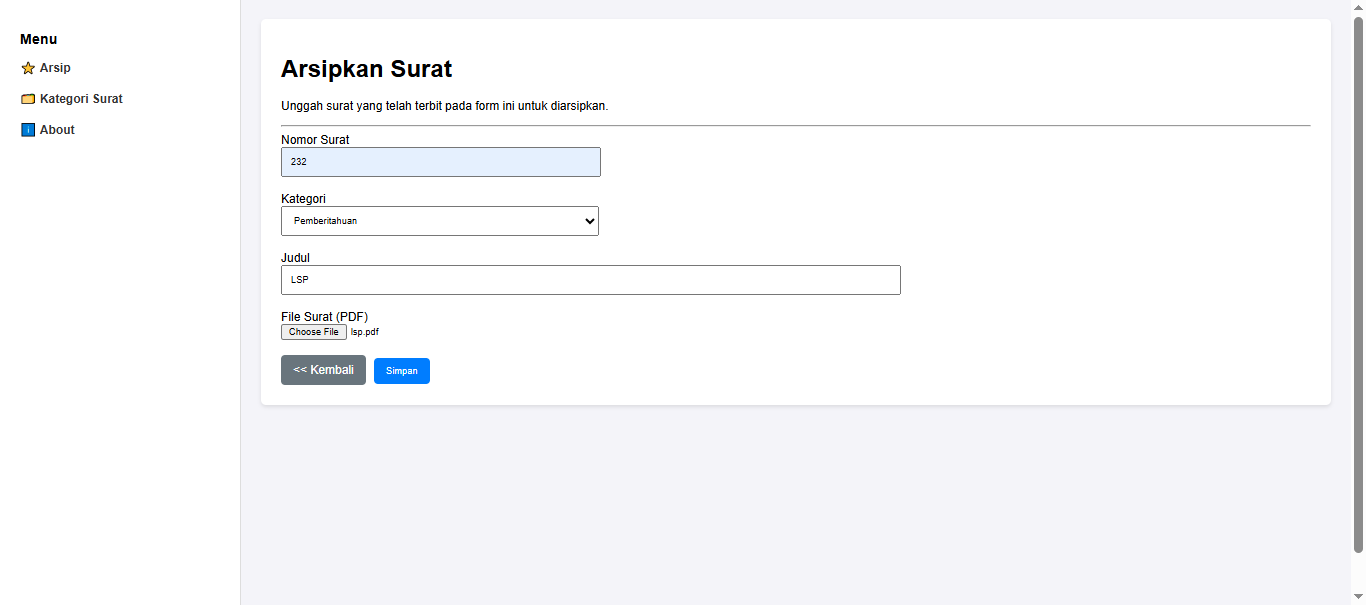 Menu
Arsip
Kategori Surat
About
Arsipkan Surat
Unggah surat yang telah terbit pada form ini untuk diarsipkan.
Nomor Surat
232
Kategori
Pemberitahuan
Judul
LSP
File Surat (PDF)
Choose File lsp.pdf
<< Kembali Simpan